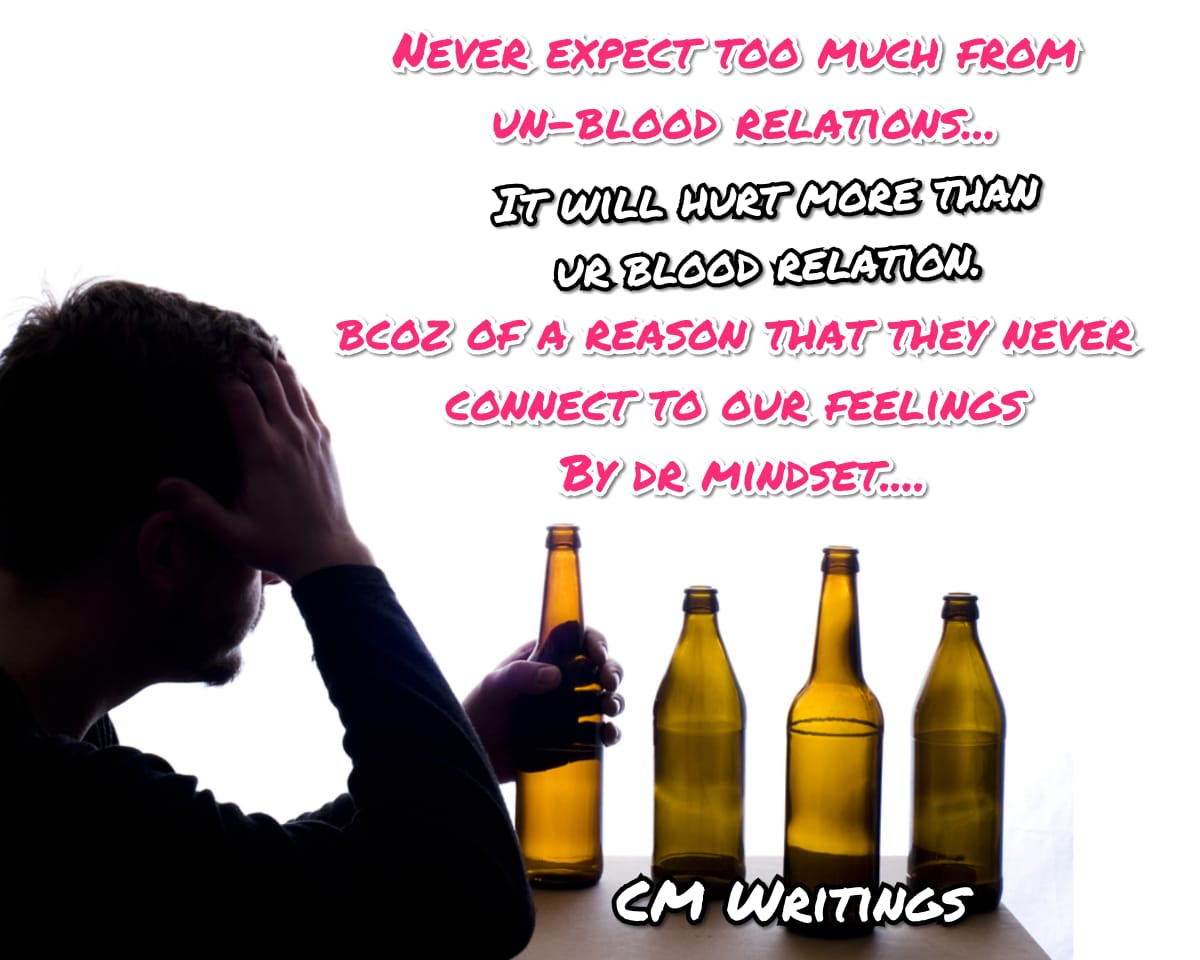 Never expect too much from
un-blood relations...
It will hurt more than
ur blood relation.
bcoz of a reason that they never
connect to our feelings
By dr mindset....
CM Writings